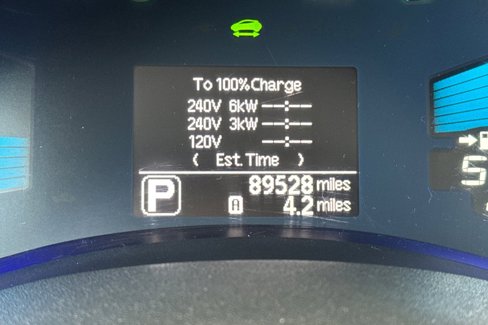 To 100% Charge
240V 6kW --:--
240V 3kW --:--
120V --:--
( Est. Time )
P 89528 miles
A 4.2 miles